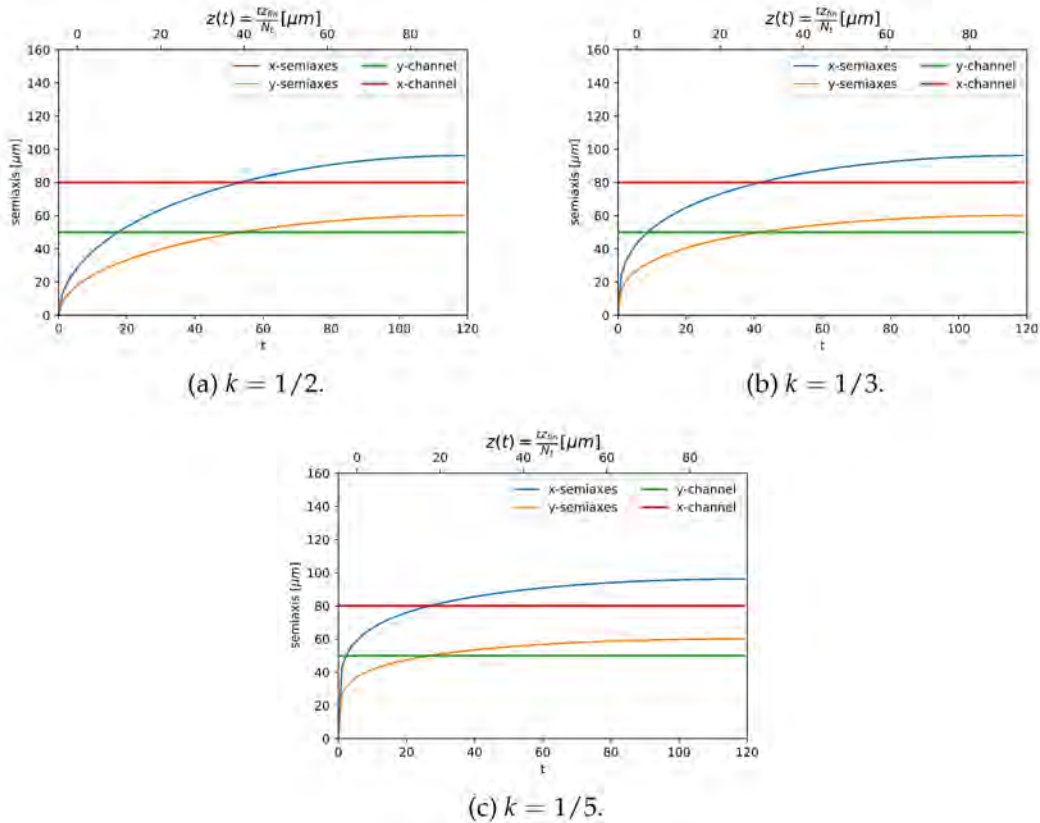 z(t) = tz_fin/N_t [μm] z(t) = tz_fin/N_t [μm]
0 20 40 60 80 0 20 40 60 80
160 160
x-semiaxes y-channel x-semiaxes y-channel
y-semiaxes x-channel y-semiaxes x-channel
140 140
120 120
100 100
semiaxis [μm] semiaxis [μm]
80 80
60 60
40 40
20 20
0 0
0 20 40 60 80 100 120 0 20 40 60 80 100 120
t t
(a) k = 1/2. (b) k = 1/3.
z(t) = tz_fin/N_t [μm]
0 20 40 60 80
160
x-semiaxes y-channel
y-semiaxes x-channel
140
120
100
semiaxis [μm]
80
60
40
20
0
0 20 40 60 80 100 120
t
(c) k = 1/5.